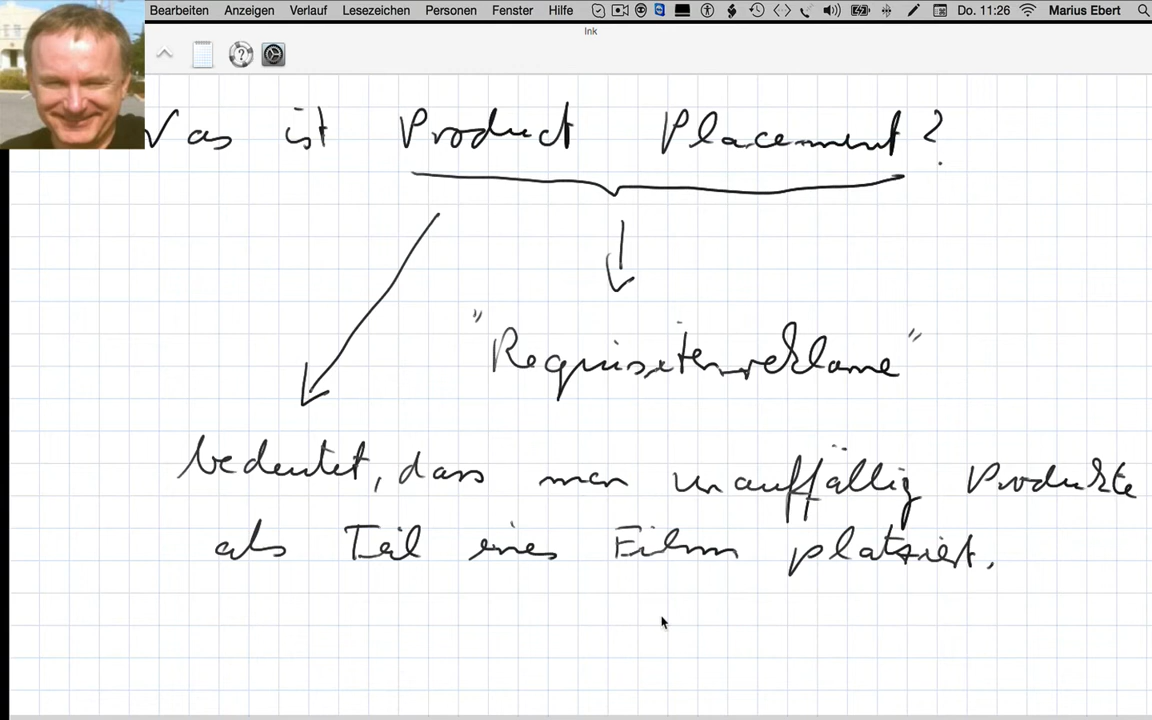 Bearbeiten Anzeigen Verlauf Lesezeichen Personen Fenster Hilfe Do. 11:26 Marius Ebert
Ink
Was ist Product Placement?
"Requisitenreklame"
bedeutet, dass man unauffällig Produkte
als Teil eines Film platziert.